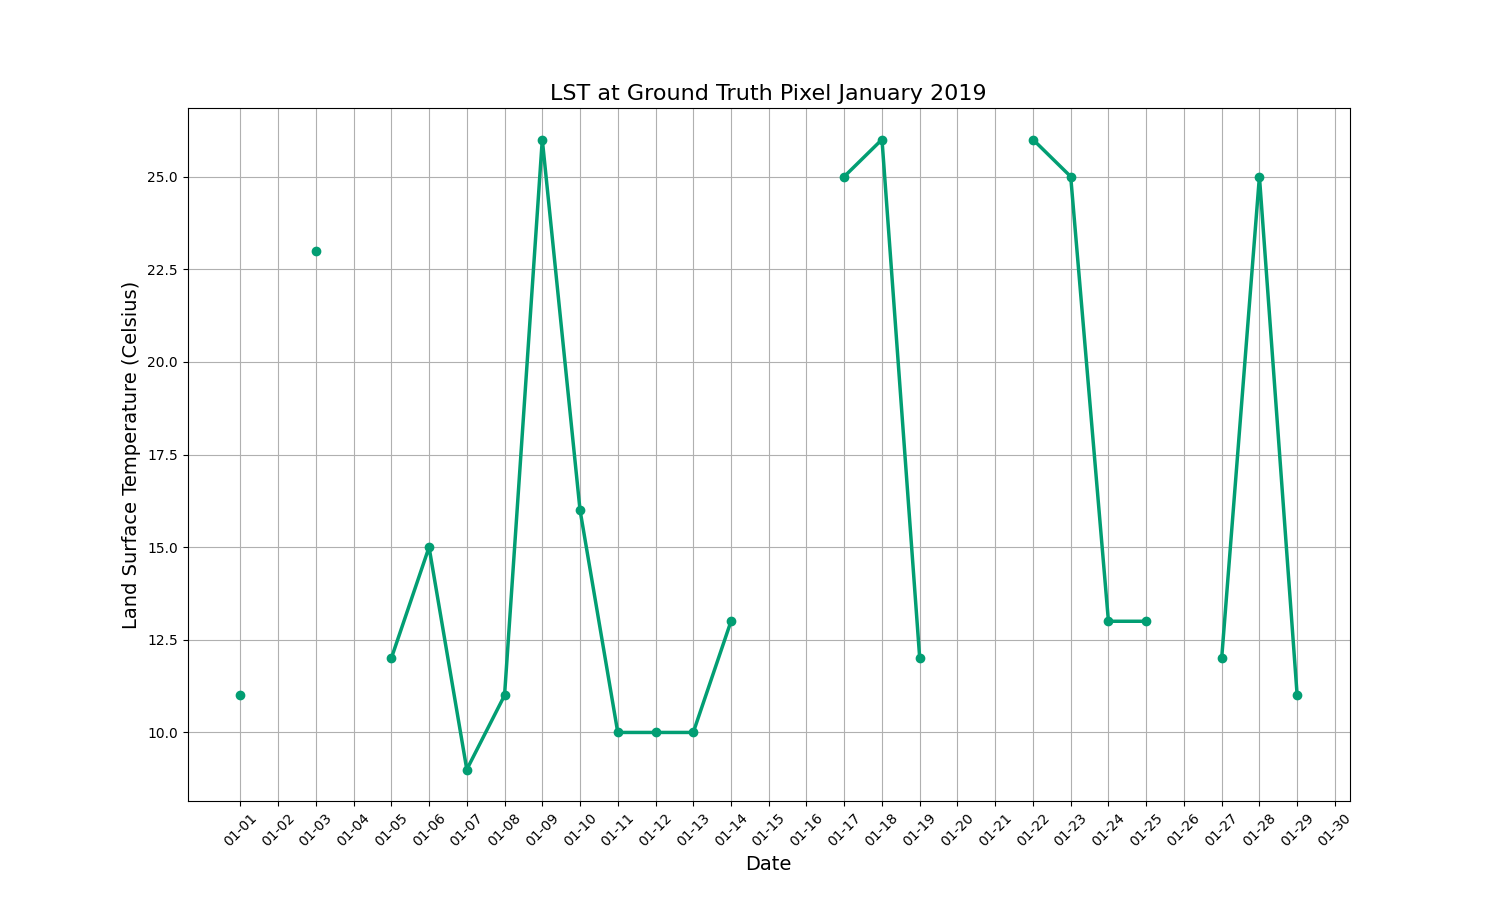 LST at Ground Truth Pixel January 2019
Land Surface Temperature (Celsius)
25.0
22.5
20.0
17.5
15.0
12.5
10.0
01-01 01-02 01-03 01-04 01-05 01-06 01-07 01-08 01-09 01-10 01-11 01-12 01-13 01-14 01-15 01-16 01-17 01-18 01-19 01-20 01-21 01-22 01-23 01-24 01-25 01-26 01-27 01-28 01-29 01-30
Date